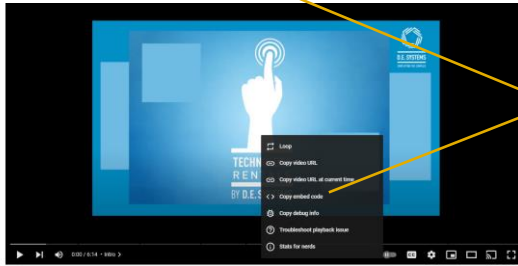 D.E. SYSTEMS
TECHN
REN
BY D.E.S
Loop
Copy video URL
Copy video URL at current time
Copy embed code
Copy debug info
Troubleshoot playback issue
Stats for nerds
0:00 / 6:14 • Intro >